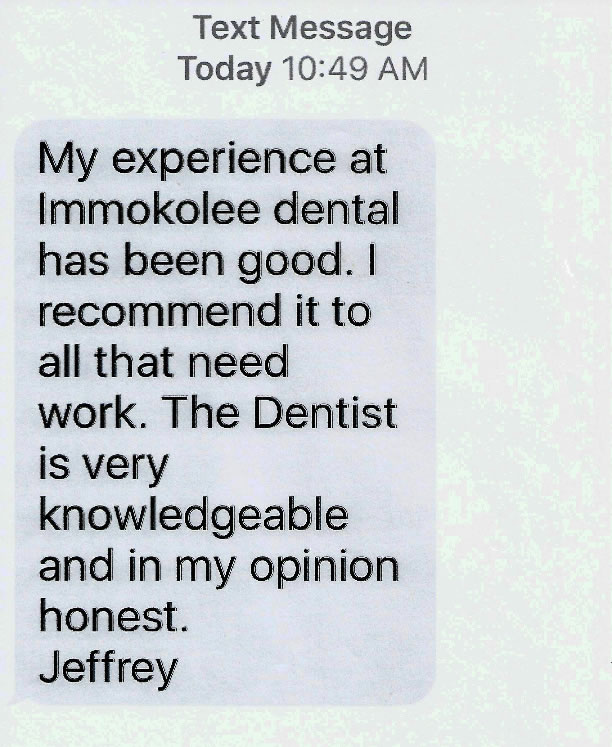 Text Message
Today 10:49 AM
My experience at
Immokolee dental
has been good. I
recommend it to
all that need
work. The Dentist
is very
knowledgeable
and in my opinion
honest.
Jeffrey